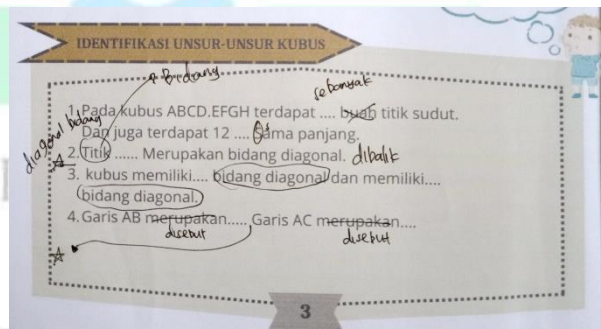 IDENTIFIKASI UNSUR-UNSUR KUBUS
Bidang
sebanyak
1. Pada kubus ABCD.EFGH terdapat .... buah titik sudut.
Dan juga terdapat 12 .... Sama panjang.
diagonal bidang
2. Titik ...... Merupakan bidang diagonal. dibalik
3. kubus memiliki.... bidang diagonal dan memiliki....
bidang diagonal.
4. Garis AB merupakan..... Garis AC merupakan....
disebut disebut
3